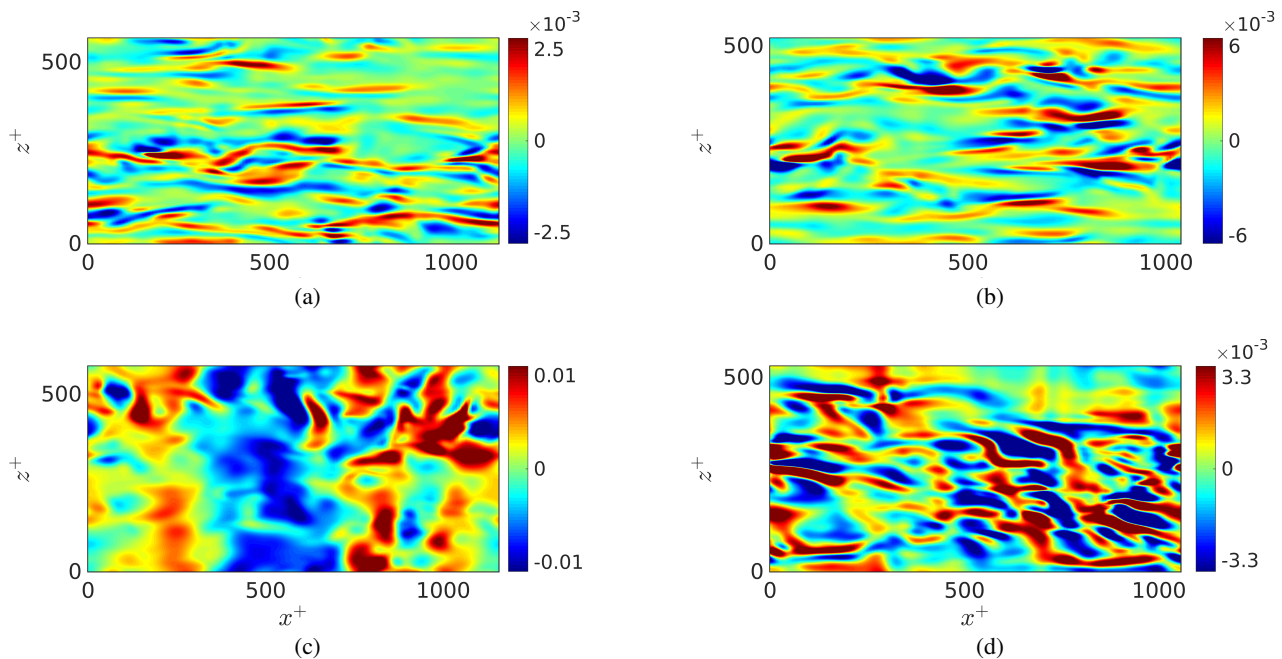 ×10⁻³ ×10⁻³
500 2.5 500 6
z⁺ 0 z⁺ 0
0 -2.5 0 -6
0 500 1000 0 500 1000
(a) (b)
×10⁻³
500 0.01 500 3.3
z⁺ 0 z⁺ 0
0 -0.01 0 -3.3
0 500 1000 0 500 1000
x⁺ x⁺
(c) (d)